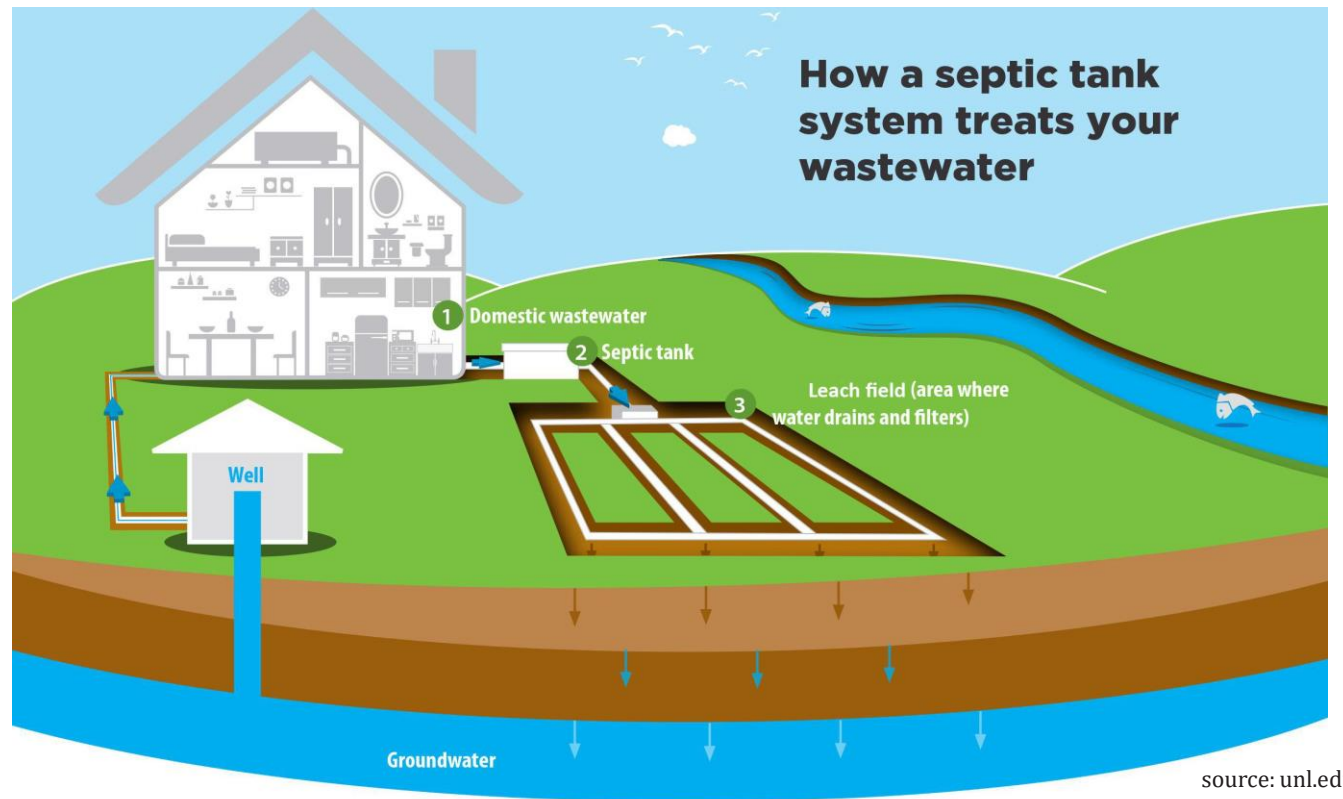 How a septic tank
system treats your
wastewater
1 Domestic wastewater
2 Septic tank
3 Leach field (area where
water drains and filters)
Well
Groundwater
source: unl.ed